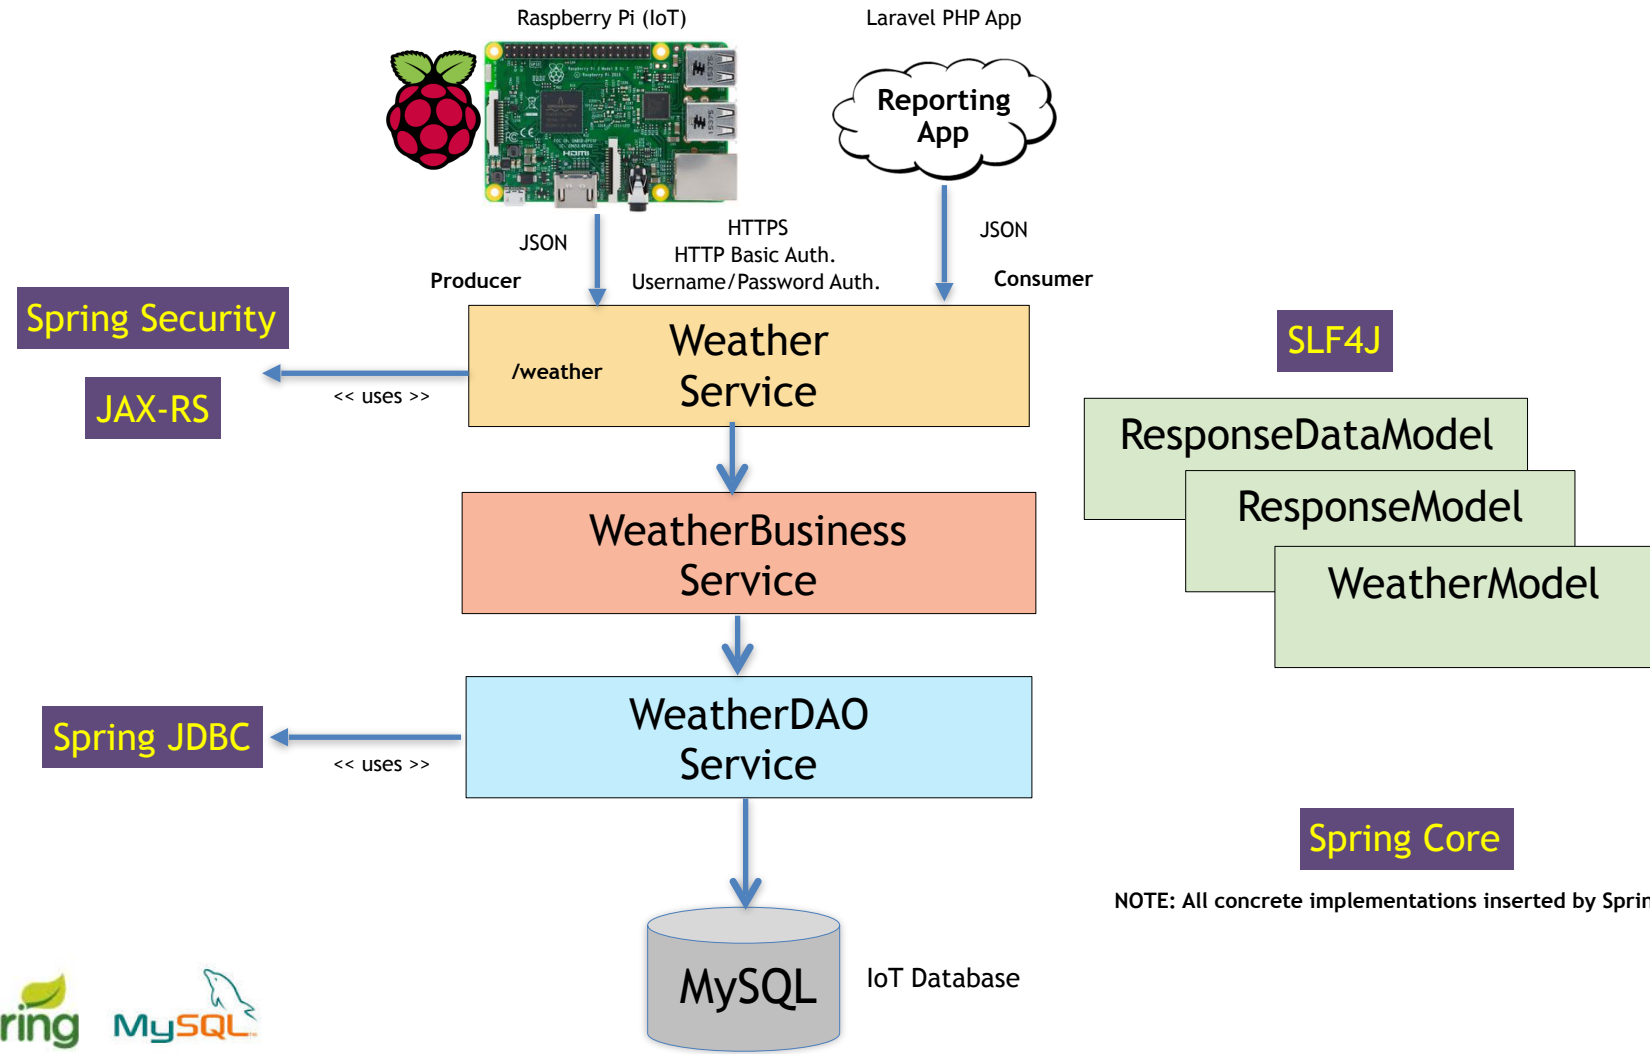 Raspberry Pi (IoT)
Laravel PHP App
Reporting
App
HTTPS
HTTP Basic Auth.
Username/Password Auth.
JSON
JSON
Producer
Consumer
Spring Security
JAX-RS
<< uses >>
/weather
Weather
Service
SLF4J
ResponseDataModel
ResponseModel
WeatherModel
WeatherBusiness
Service
Spring JDBC
<< uses >>
WeatherDAO
Service
Spring Core
NOTE: All concrete implementations inserted by Sprin
MySQL
IoT Database
ring
MySQL